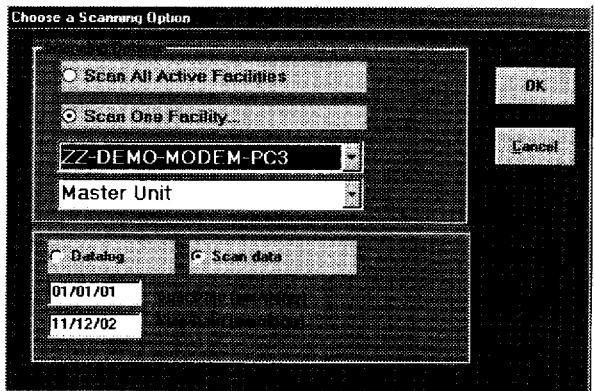 Choose a Scanning Option
Scan All Active Facilities
OK
Scan One Facility...
ZZ-DEMO-MODEM-PC3
Cancel
Master Unit
Datalog
Scan data
01/01/01
11/12/02